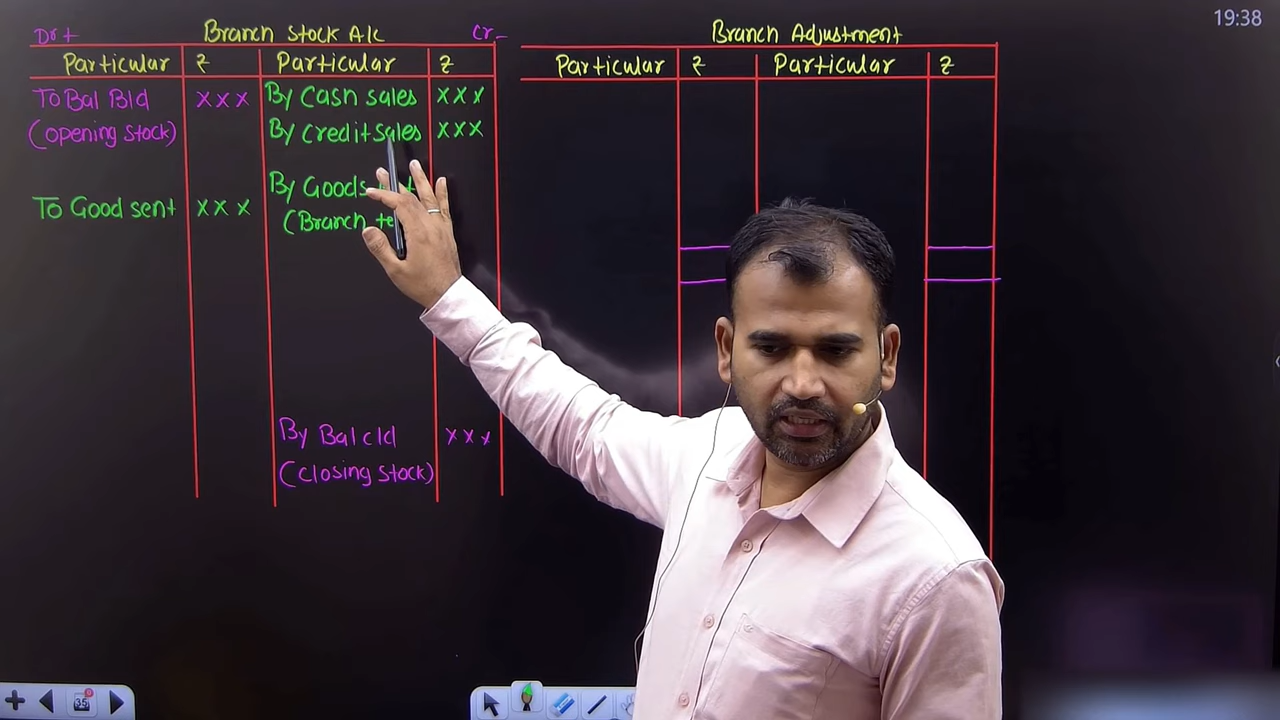 19:38
Dr+ Branch Stock A/c Cr-
Particular ₹ Particular ₹
To Bal B/d xxx By Cash sales xxx
(opening stock) By credit sales xxx
By Goods
To Good sent xxx (Branch
By Bal c/d xxx
(closing stock)
Branch Adjustment
Particular ₹ Particular ₹